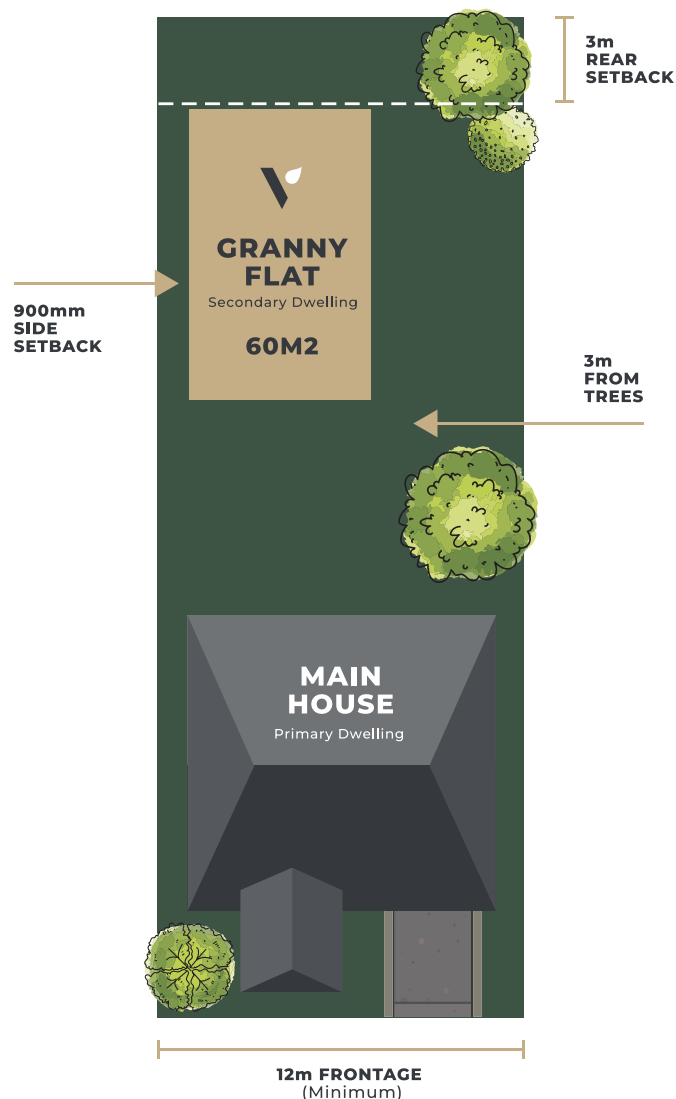 3m
REAR
SETBACK
GRANNY
FLAT
Secondary Dwelling
60M2
900mm
SIDE
SETBACK
3m
FROM
TREES
MAIN
HOUSE
Primary Dwelling
12m FRONTAGE
(Minimum)